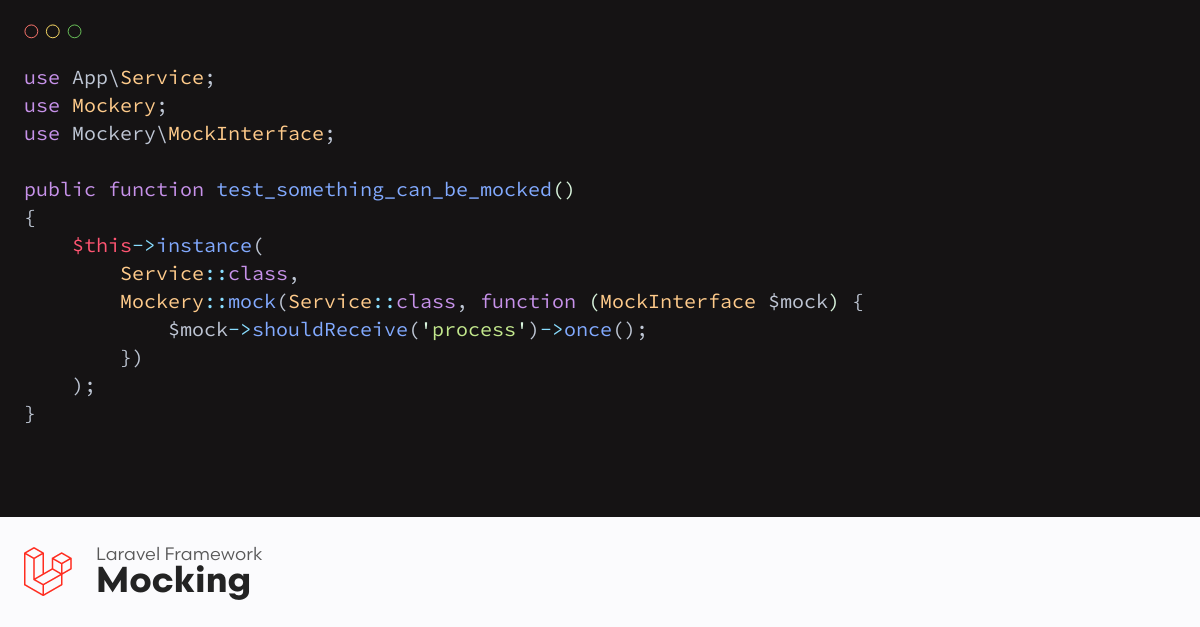 use App\Service;
use Mockery;
use Mockery\MockInterface;

public function test_something_can_be_mocked()
{
    $this->instance(
        Service::class,
        Mockery::mock(Service::class, function (MockInterface $mock) {
            $mock->shouldReceive('process')->once();
        })
    );
}
Laravel Framework
Mocking